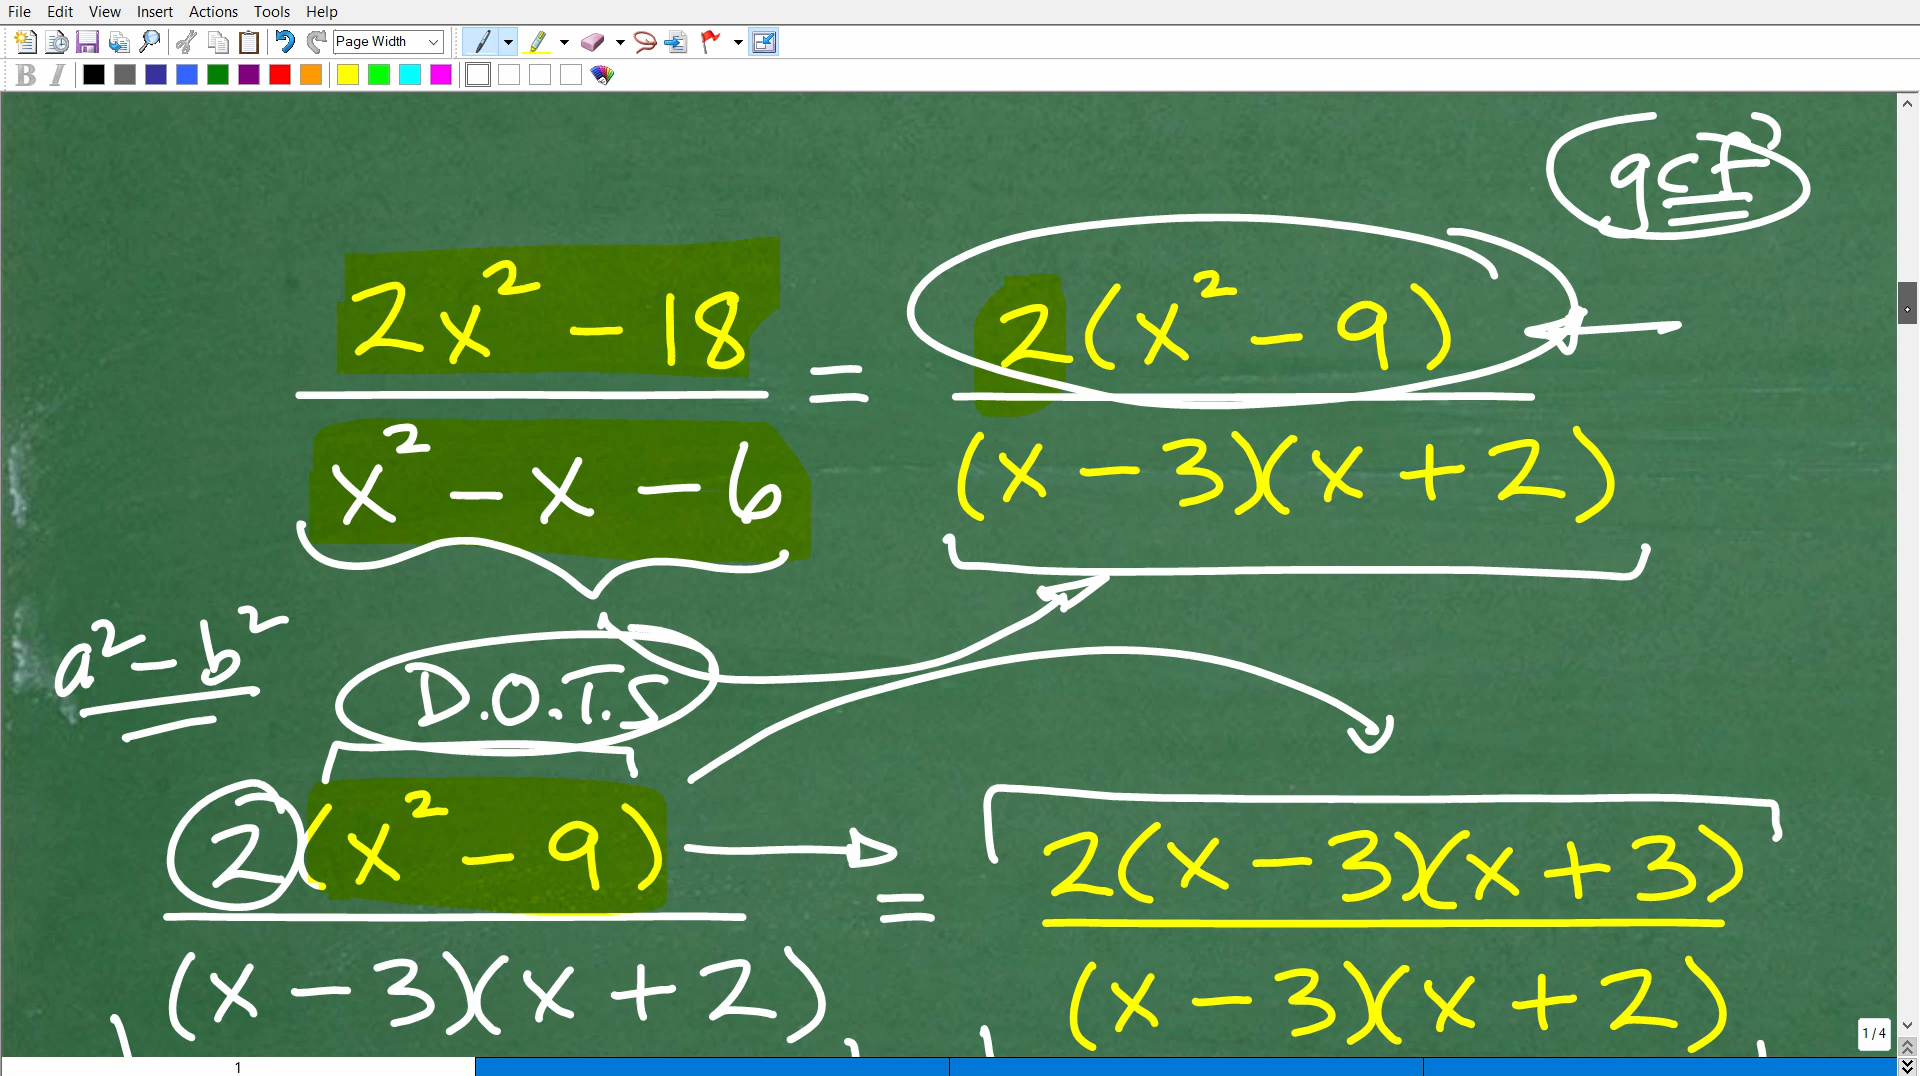 File Edit View Insert Actions Tools Help
Page Width
B I
gcF
2x² - 18 = 2(x² - 9)
x² - x - 6 (x - 3)(x + 2)
a² - b²
D.O.T.S
2(x² - 9) = 2(x - 3)(x + 3)
(x - 3)(x + 2) (x - 3)(x + 2)
1 / 4
1